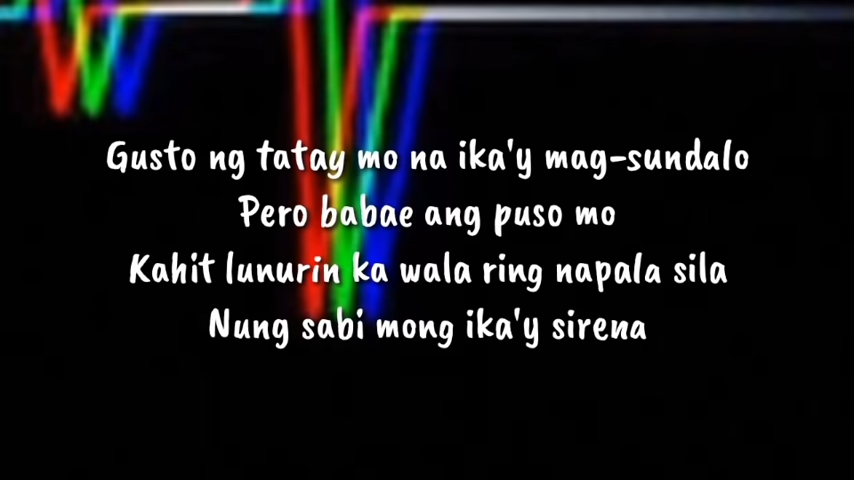 Gusto ng tatay mo na ika'y mag-sundalo
Pero babae ang puso mo
Kahit lunurin ka wala ring napala sila
Nung sabi mong ika'y sirena